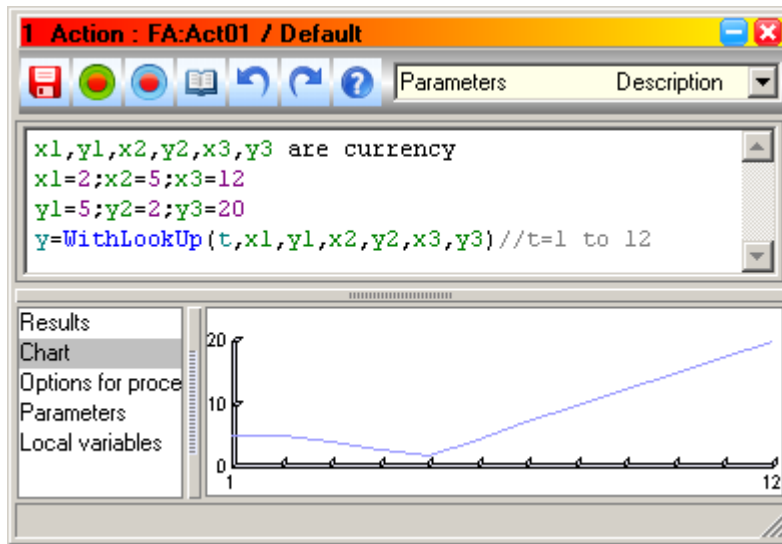 1 Action : FA:Act01 / Default
Parameters Description
x1,y1,x2,y2,x3,y3 are currency
x1=2;x2=5;x3=12
y1=5;y2=2;y3=20
y=WithLookUp(t,x1,y1,x2,y2,x3,y3)//t=1 to 12
Results
Chart
Options for proce
Parameters
Local variables
20
10
0
1
12